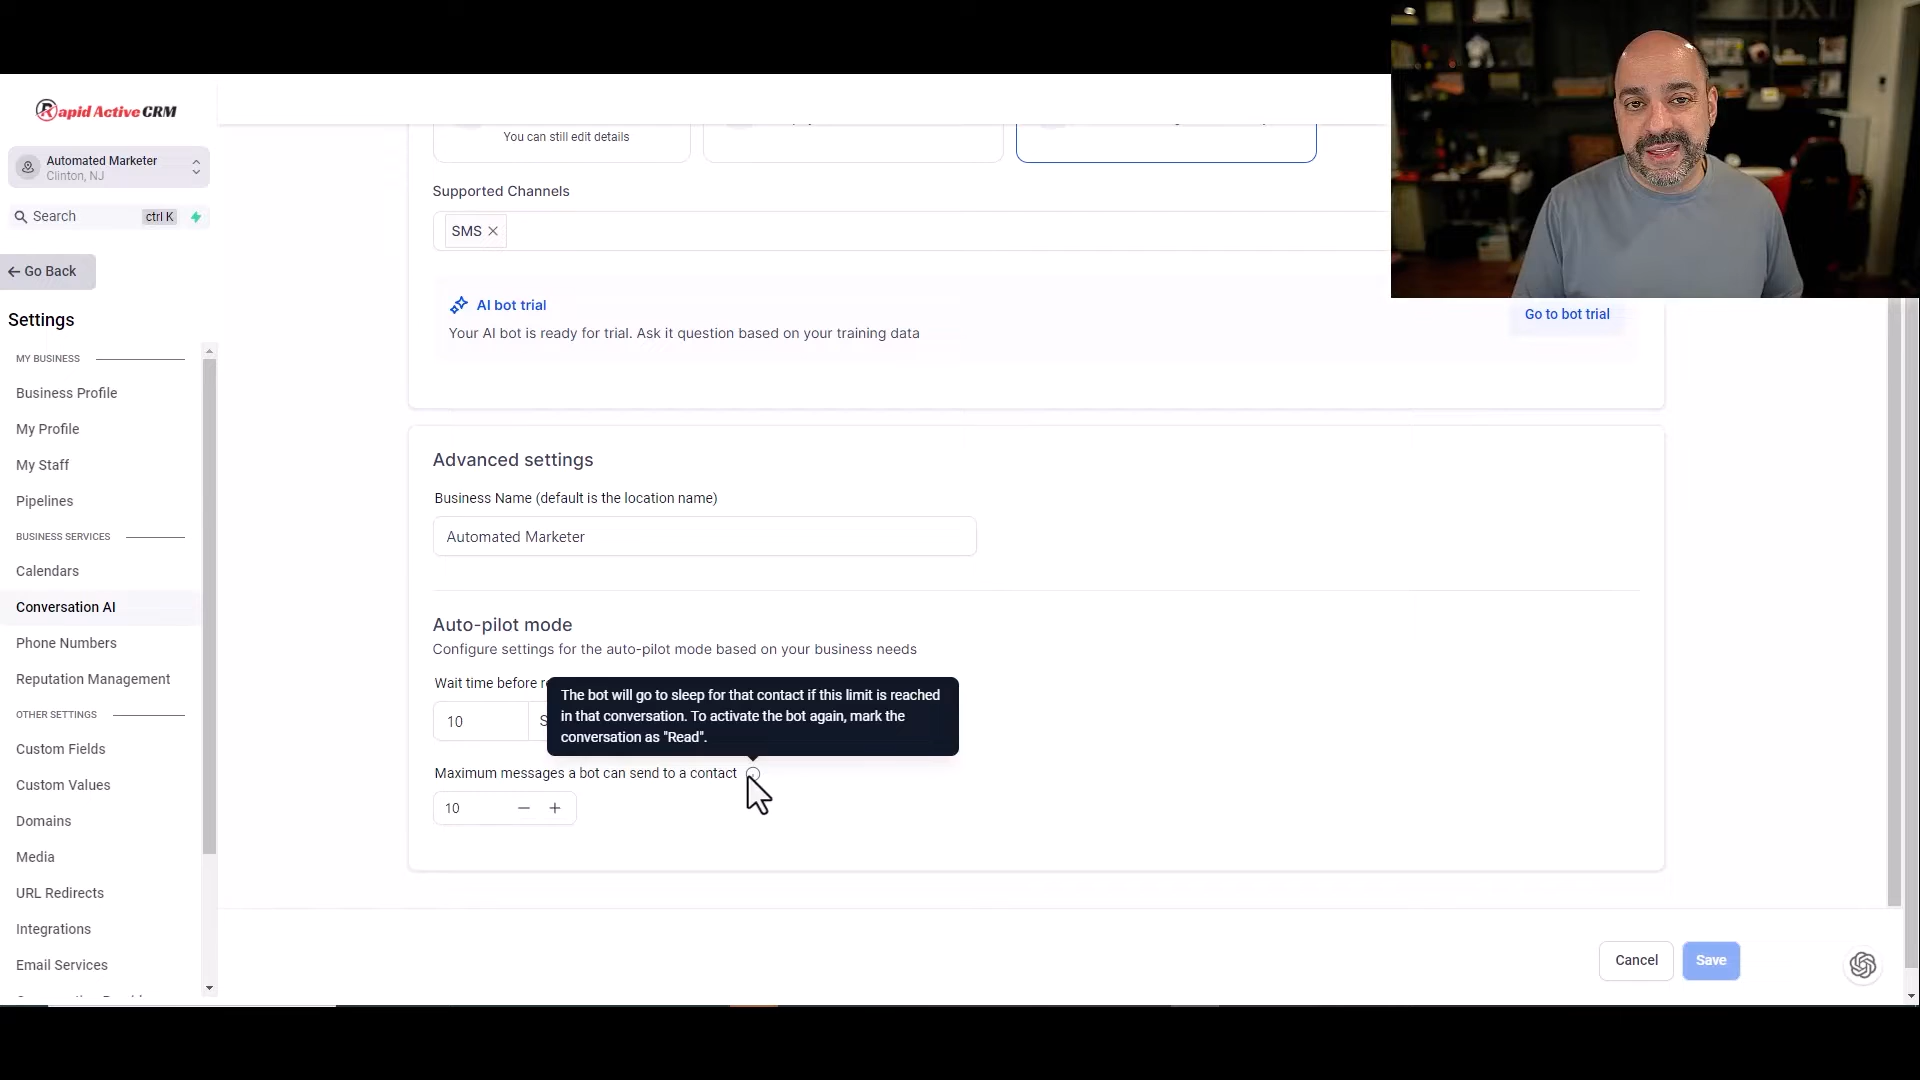 Rapid Active CRM
Automated Marketer
Clinton, NJ
Search
ctrl K
Go Back
Settings
MY BUSINESS
Business Profile
My Profile
My Staff
Pipelines
BUSINESS SERVICES
Calendars
Conversation AI
Phone Numbers
Reputation Management
OTHER SETTINGS
Custom Fields
Custom Values
Domains
Media
URL Redirects
Integrations
Email Services
You can still edit details
Supported Channels
SMS
AI bot trial
Your AI bot is ready for trial. Ask it question based on your training data
Go to bot trial
Advanced settings
Business Name (default is the location name)
Automated Marketer
Auto-pilot mode
Configure settings for the auto-pilot mode based on your business needs
Wait time before
10
The bot will go to sleep for that contact if this limit is reached
in that conversation. To activate the bot again, mark the
conversation as "Read".
Maximum messages a bot can send to a contact
10
Cancel
Save